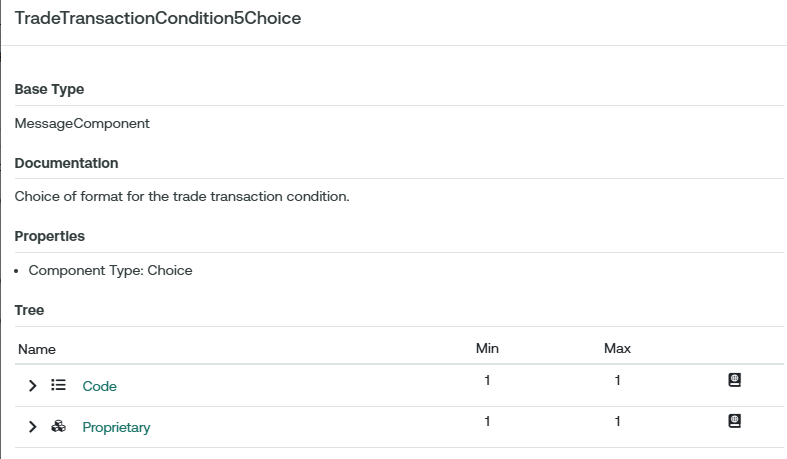 TradeTransactionCondition5Choice
Base Type
MessageComponent
Documentation
Choice of format for the trade transaction condition.
Properties
• Component Type: Choice
Tree
Name Min Max
Code 1 1
Proprietary 1 1